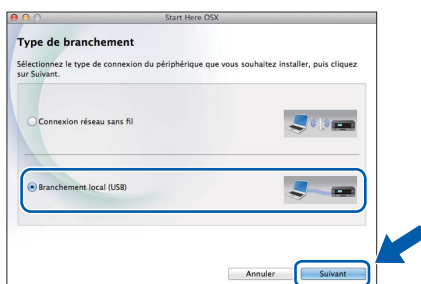 Start Here OSX
Type de branchement
Sélectionnez le type de connexion du périphérique que vous souhaitez installer, puis cliquez
sur Suivant.
Connexion réseau sans fil
Branchement local (USB)
Annuler
Suivant